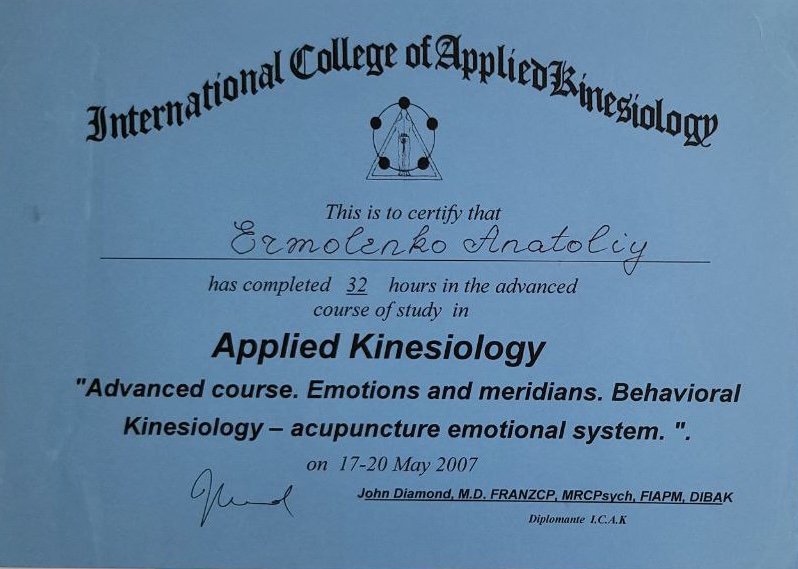 International College of Applied Kinesiology
This is to certify that
Ermolenko Anatoliy
has completed 32 hours in the advanced
course of study in
Applied Kinesiology
"Advanced course. Emotions and meridians. Behavioral
Kinesiology – acupuncture emotional system. ".
on 17-20 May 2007
John Diamond, M.D. FRANZCP, MRCPsych, FIAPM, DIBAK
Diplomante I.C.A.K